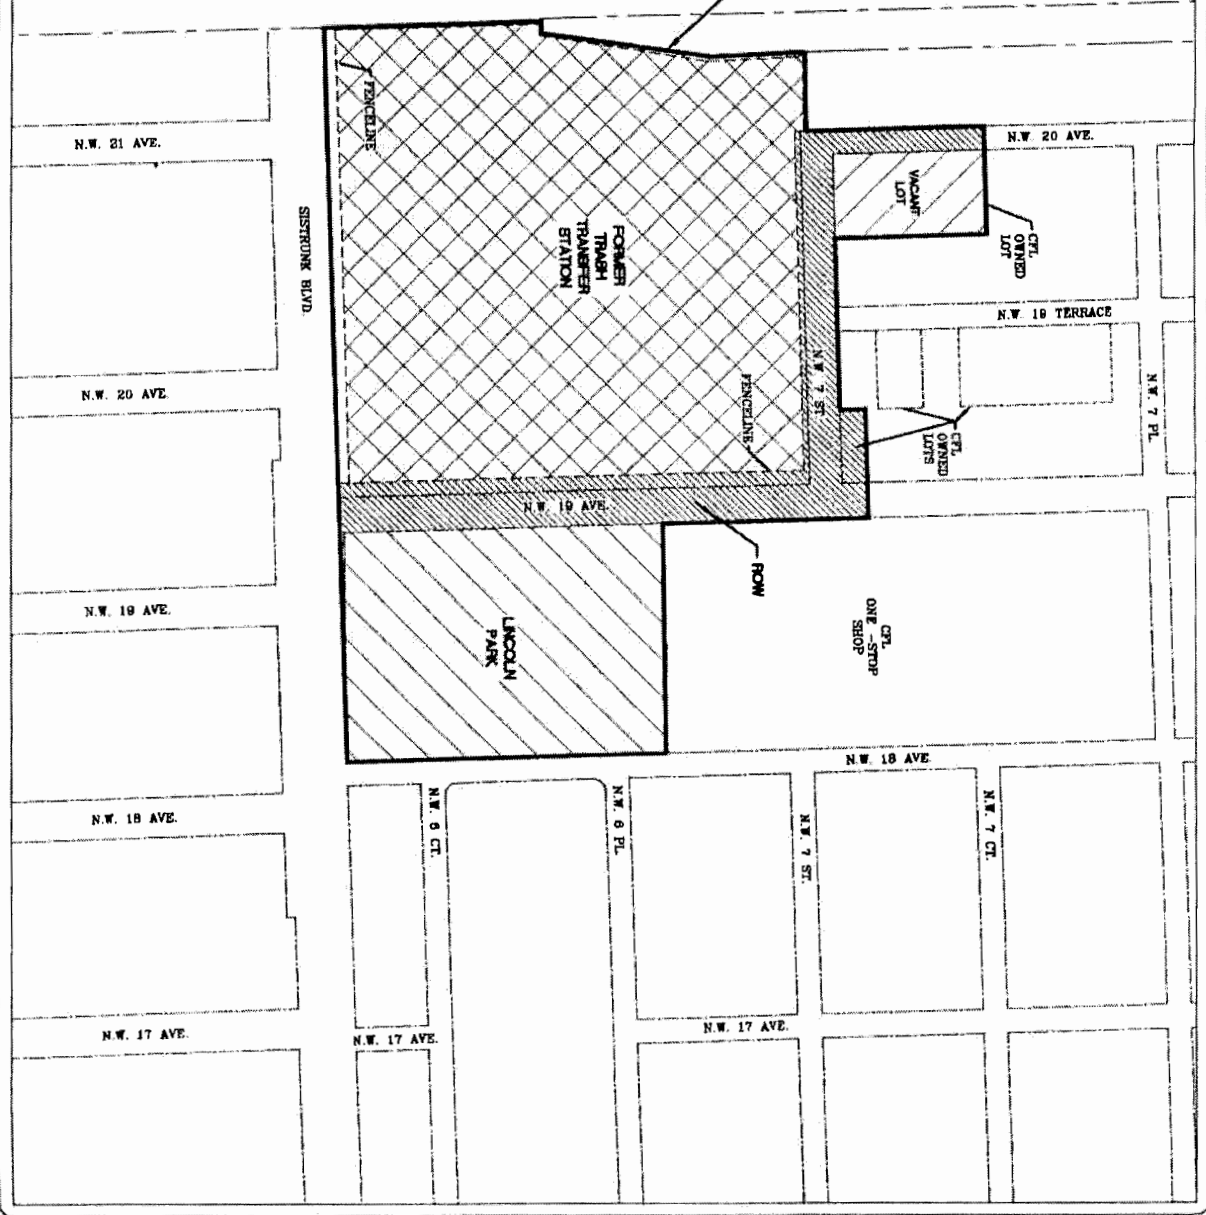 N.W. 21 AVE.
FENCELINE
N.W. 20 AVE.
VACANT
LOT
CFL
OWNED
LOT
SISTRUNK BLVD.
FORMER
TRASH
TRANSFER
STATION
N.W. 19 TERRACE
N.W. 7 ST
N.W. 7 PL.
N.W. 20 AVE.
FENCELINE
CFL
OWNED
LOTS
N.W. 19 AVE.
ROW
N.W. 19 AVE.
LINCOLN
PARK
CFL
ONE-STOP
SHOP
N.W. 18 AVE.
N.W. 18 AVE.
N.W. 6 CT.
N.W. 6 PL.
N.W. 7 ST.
N.W. 7 CT.
N.W. 17 AVE.
N.W. 17 AVE.
N.W. 17 AVE.